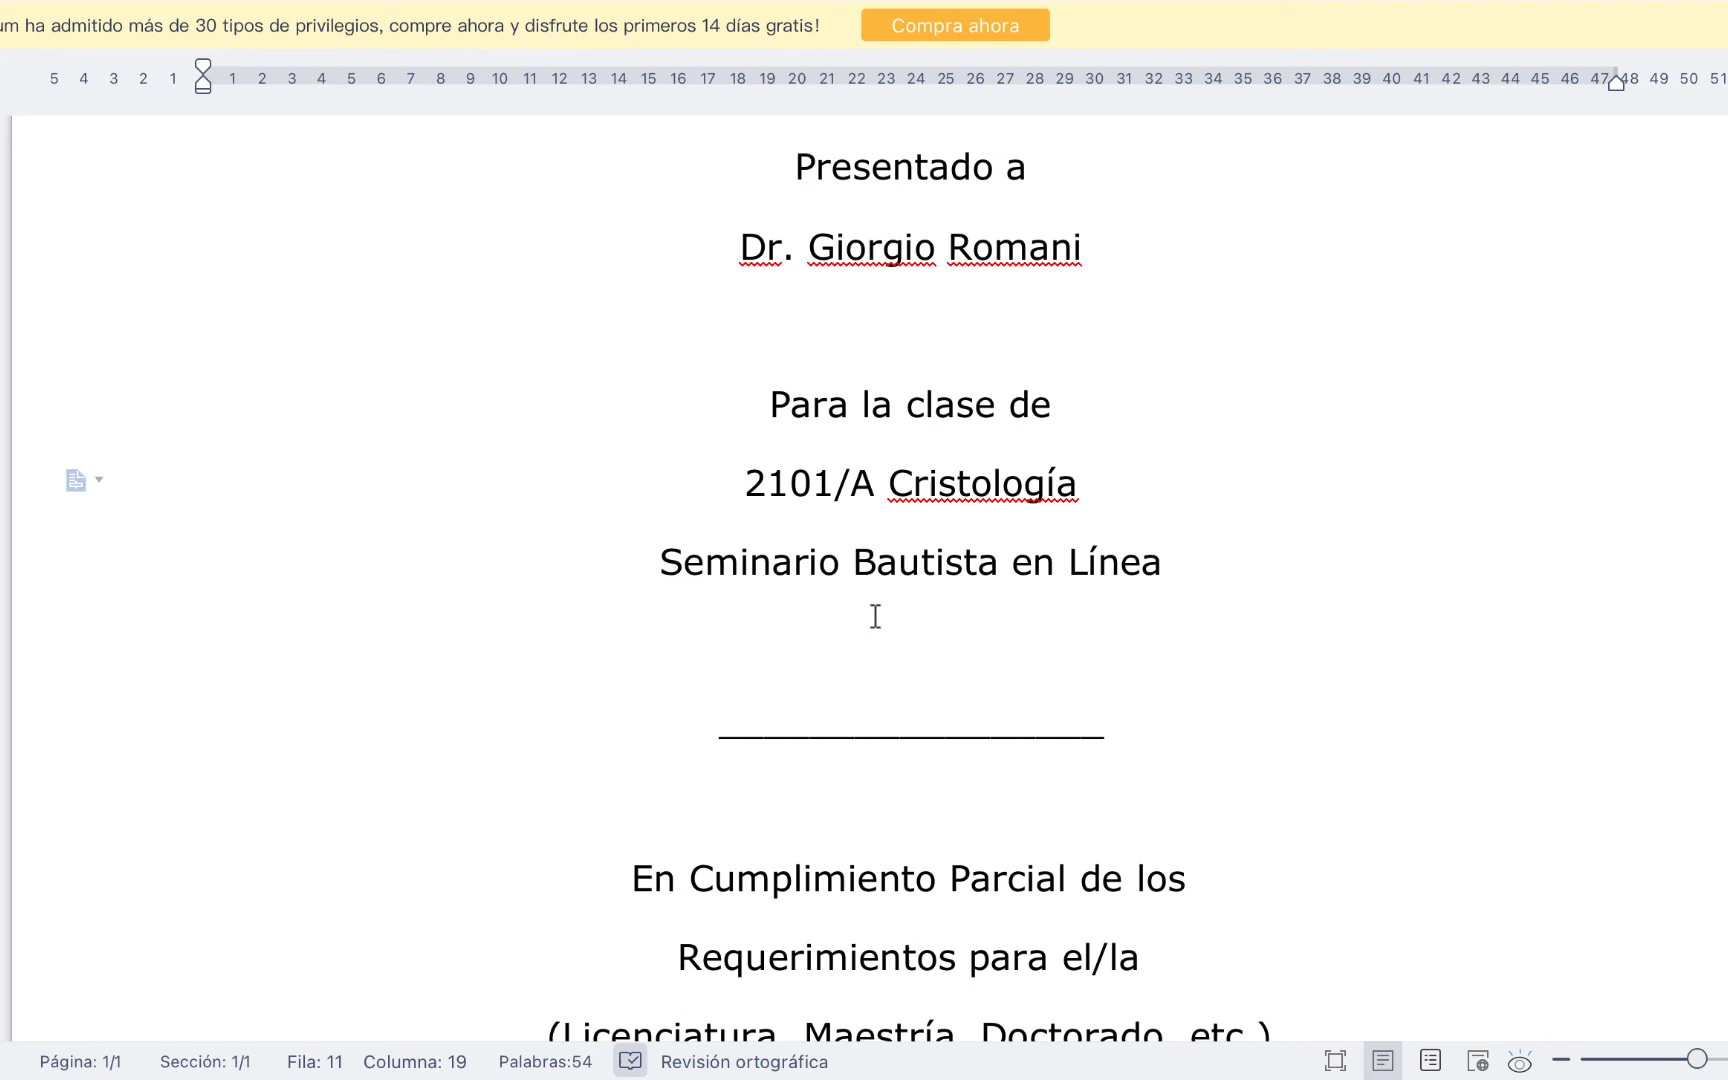 um ha admitido más de 30 tipos de privilegios, compre ahora y disfrute los primeros 14 días gratis! Compra ahora
5 4 3 2 1 1 2 3 4 5 6 7 8 9 10 11 12 13 14 15 16 17 18 19 20 21 22 23 24 25 26 27 28 29 30 31 32 33 34 35 36 37 38 39 40 41 42 43 44 45 46 47 48 49 50 51
Presentado a
Dr. Giorgio Romani
Para la clase de
2101/A Cristología
Seminario Bautista en Línea
En Cumplimiento Parcial de los
Requerimientos para el/la
(Licenciatura, Maestría, Doctorado, etc.)
Página: 1/1 Sección: 1/1 Fila: 11 Columna: 19 Palabras:54 Revisión ortográfica